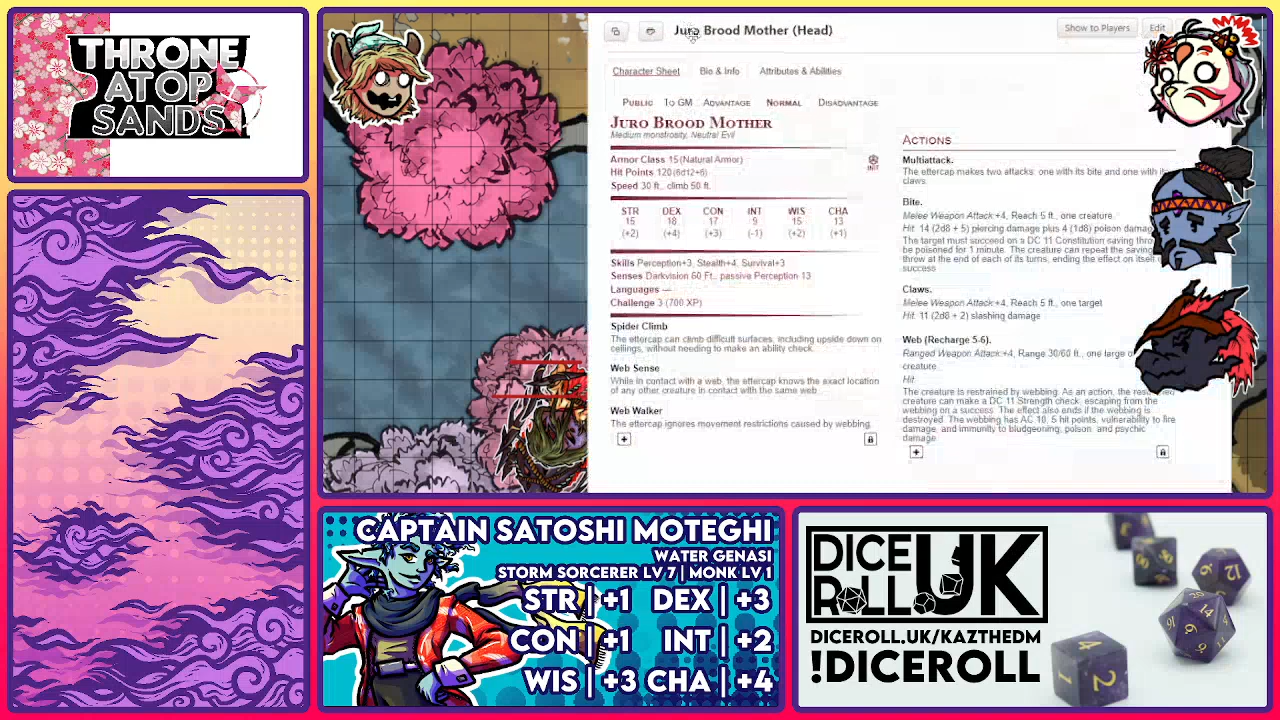 THRONE
ATOP
SANDS
Juro Brood Mother (Head)
Show to Players
Edit
Character Sheet
Bio & Info
Attributes & Abilities
PUBLIC TO GM ADVANTAGE NORMAL DISADVANTAGE
JURO BROOD MOTHER
Medium monstrosity, Neutral Evil
Armor Class 15 (Natural Armor)
Hit Points 120 (6d12+6)
Speed 30 ft., climb 50 ft.
INIT
STR DEX CON INT WIS CHA
15 18 17 9 15 13
(+2) (+4) (+3) (-1) (+2) (+1)
Skills Perception+3, Stealth+4, Survival+3
Senses Darkvision 60 Ft., passive Perception 13
Languages —
Challenge 3 (700 XP)
Spider Climb
The ettercap can climb difficult surfaces, including upside down on
ceilings, without needing to make an ability check.
Web Sense
While in contact with a web, the ettercap knows the exact location
of any other creature in contact with the same web.
Web Walker
The ettercap ignores movement restrictions caused by webbing.
ACTIONS
Multiattack.
The ettercap makes two attacks: one with its bite and one with its
claws.
Bite.
Melee Weapon Attack:+4, Reach 5 ft., one creature.
Hit: 14 (2d8 + 5) piercing damage plus 4 (1d8) poison damag
The target must succeed on a DC 11 Constitution saving thro
be poisoned for 1 minute. The creature can repeat the saving
throw at the end of each of its turns, ending the effect on itself
success
Claws.
Melee Weapon Attack:+4, Reach 5 ft., one target
Hit: 11 (2d8 + 2) slashing damage
Web (Recharge 5-6).
Ranged Weapon Attack:+4, Range 30/60 ft., one large o
creature.
Hit:
The creature is restrained by webbing. As an action, the rest
creature can make a DC 11 Strength check, escaping from the
webbing on a success. The effect also ends if the webbing is
destroyed. The webbing has AC 10, 5 hit points, vulnerability to fire
damage, and immunity to bludgeoning, poison, and psychic
damage.
CAPTAIN SATOSHI MOTEGHI
WATER GENASI
STORM SORCERER LV 7 | MONK LV 1
STR | +1 DEX | +3
CON | +1 INT | +2
WIS | +3 CHA | +4
DICE
ROLL
UK
DICEROLL.UK/KAZTHEDM
!DICEROLL
4
1
2
12
14
20
6
9